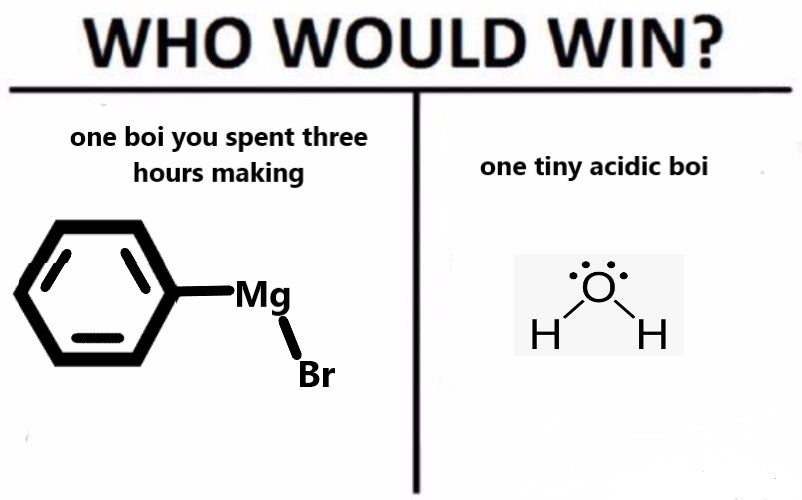 WHO WOULD WIN?
one boi you spent three
hours making
one tiny acidic boi
Mg
Br
O
H H